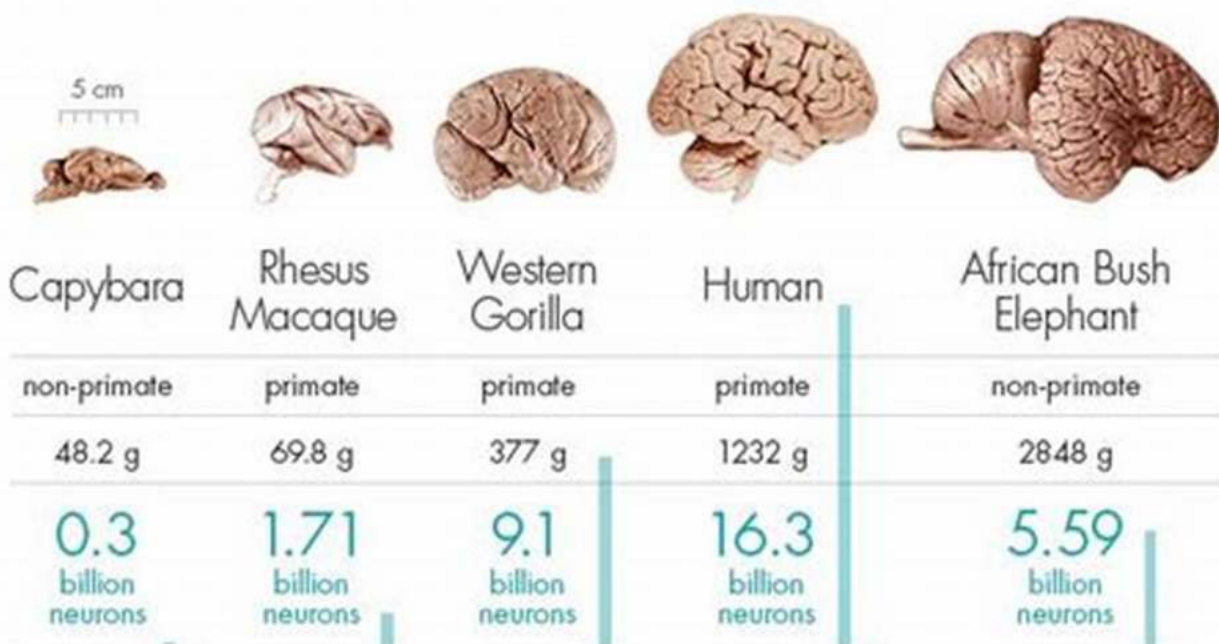 5 cm
Capybara
Rhesus
Macaque
Western
Gorilla
Human
African Bush
Elephant
non-primate
primate
primate
primate
non-primate
48.2 g
69.8 g
377 g
1232 g
2848 g
0.3
1.71
9.1
16.3
5.59
billion
billion
billion
billion
billion
neurons
neurons
neurons
neurons
neurons